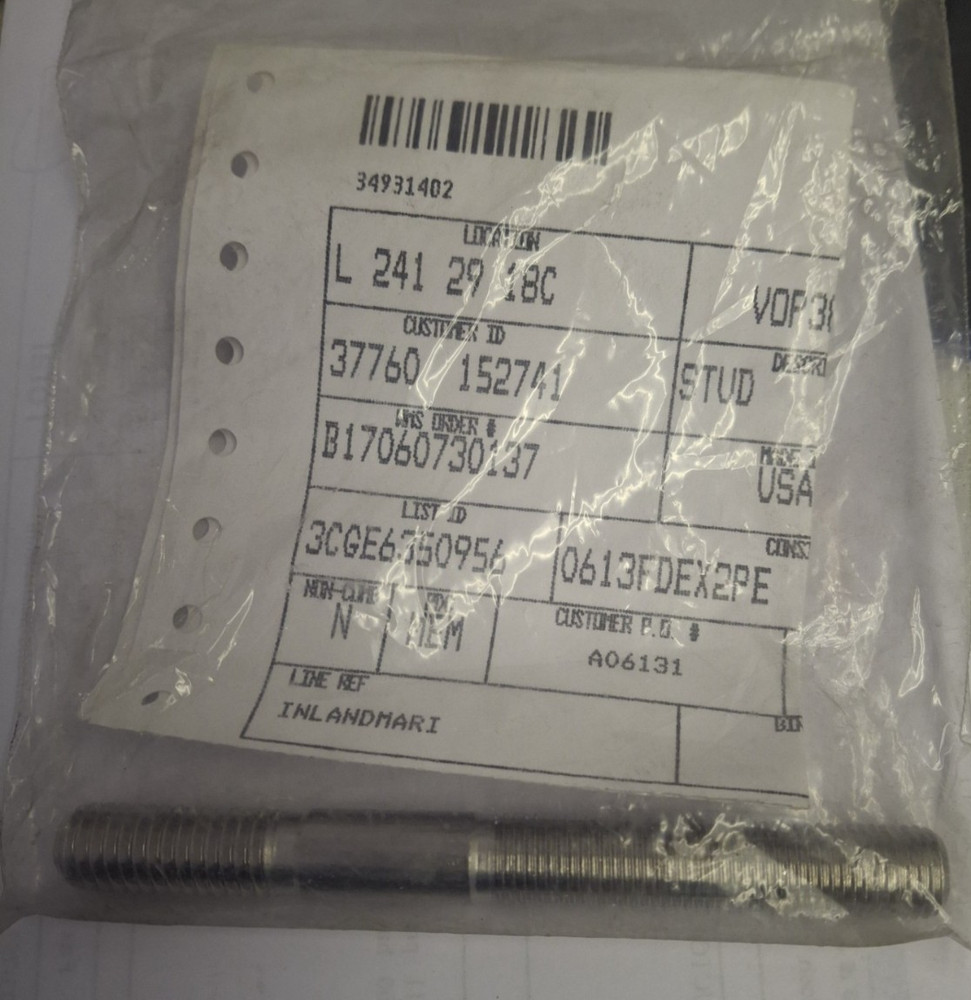 34931402
LOCATION
L 241 29 18C
CUSTOMER ID
37760 152741
STUD
WMS ORDER #
B17060730137
USA
LIST ID
3CGE6350956
0613FDEX2PE
N
CUSTOMER P.O. #
A06131
LINE REF
INLANDMARI